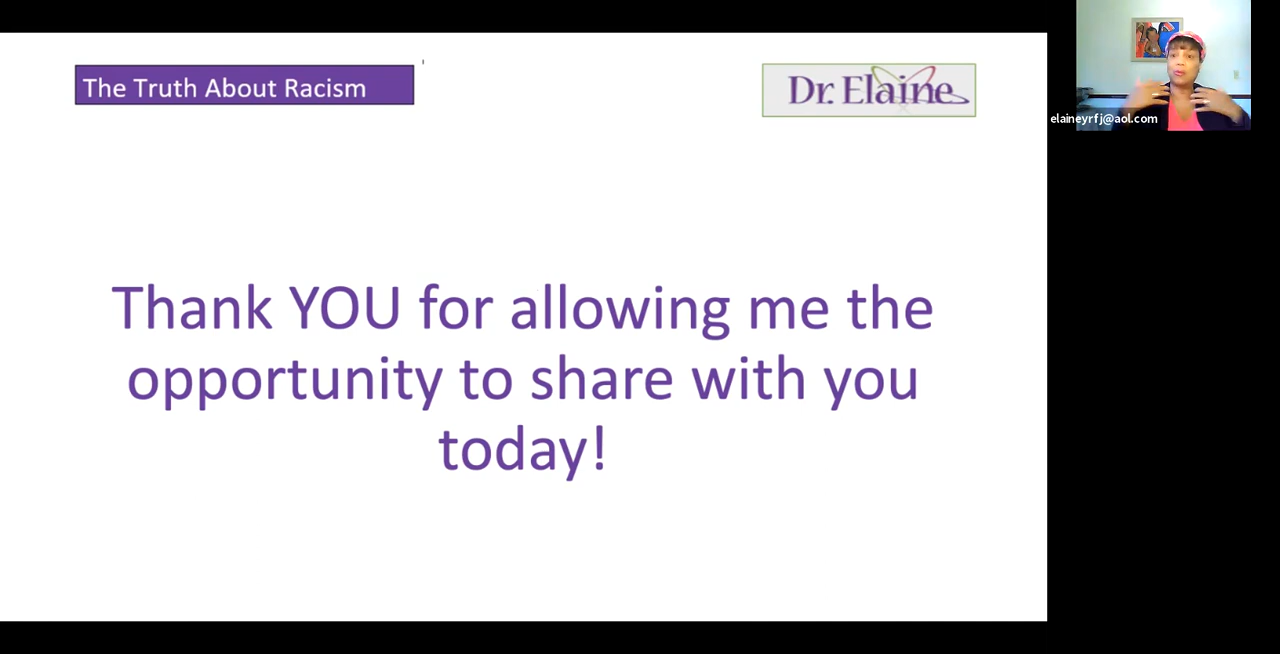 The Truth About Racism
Dr. Elaine
elaineyrfj@aol.com
Thank YOU for allowing me the
opportunity to share with you
today!